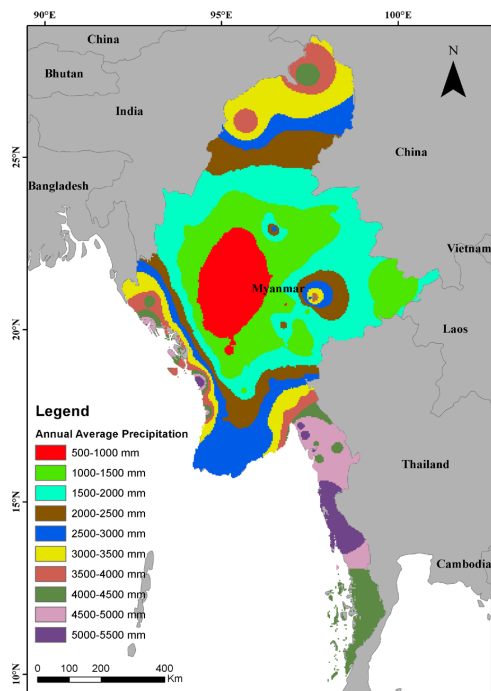 90°0'E 95°E 100°E
China
N
Bhutan
India
China
25°N
Bangladesh
Vietnam
Myanmar
20°N
Laos
Legend
Annual Average Precipitation
500-1000 mm
1000-1500 mm
1500-2000 mm
2000-2500 mm
2500-3000 mm
3000-3500 mm
3500-4000 mm
4000-4500 mm
4500-5000 mm
5000-5500 mm
Thailand
15°N
Cambodia
0 100 200 400
Km
10°N